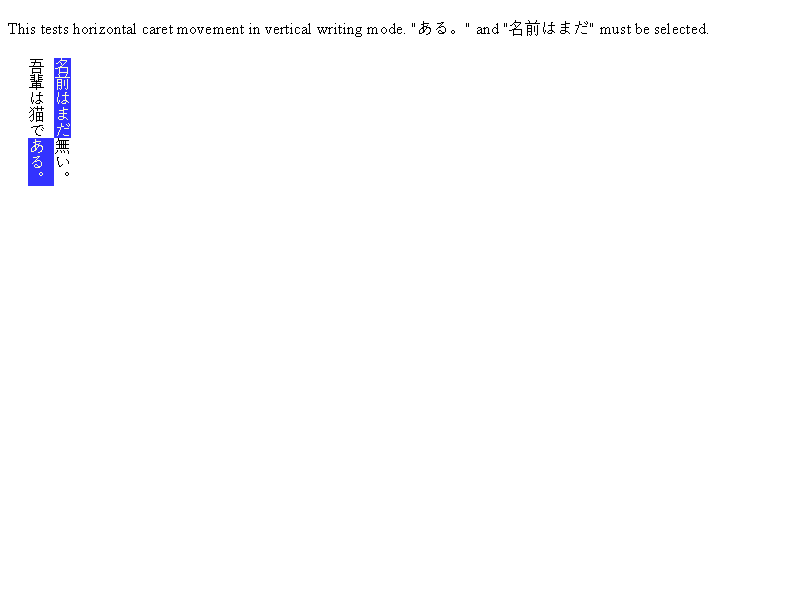 This tests horizontal caret movement in vertical writing mode. "ある。" and "名前はまだ" must be selected.
吾輩は猫である。
名前はまだ無い。